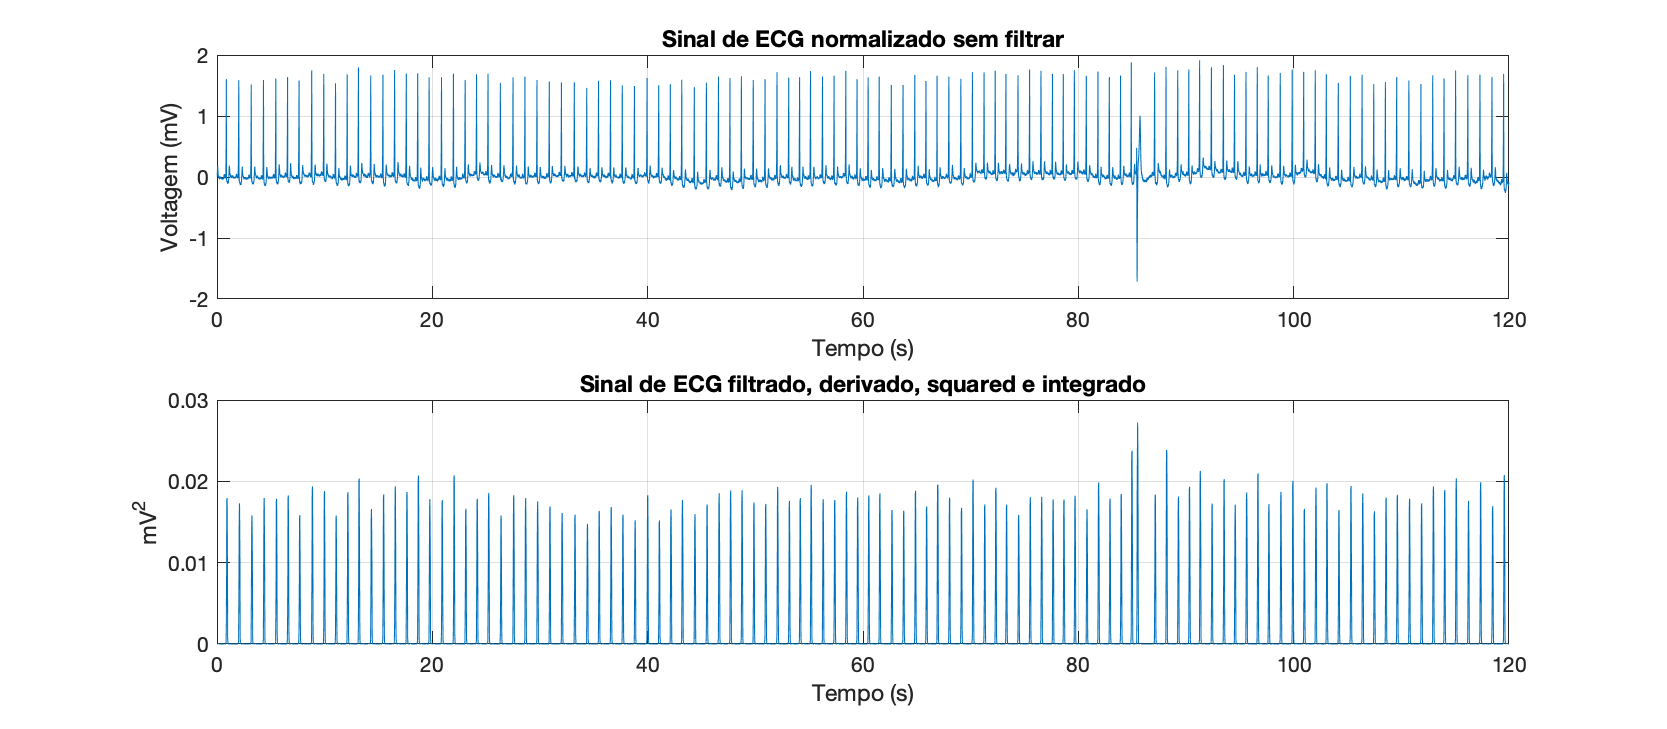 Sinal de ECG normalizado sem filtrar
Voltagem (mV)
2
1
0
-1
-2
0 20 40 60 80 100 120
Tempo (s)
Sinal de ECG filtrado, derivado, squared e integrado
mV²
0.03
0.02
0.01
0
0 20 40 60 80 100 120
Tempo (s)